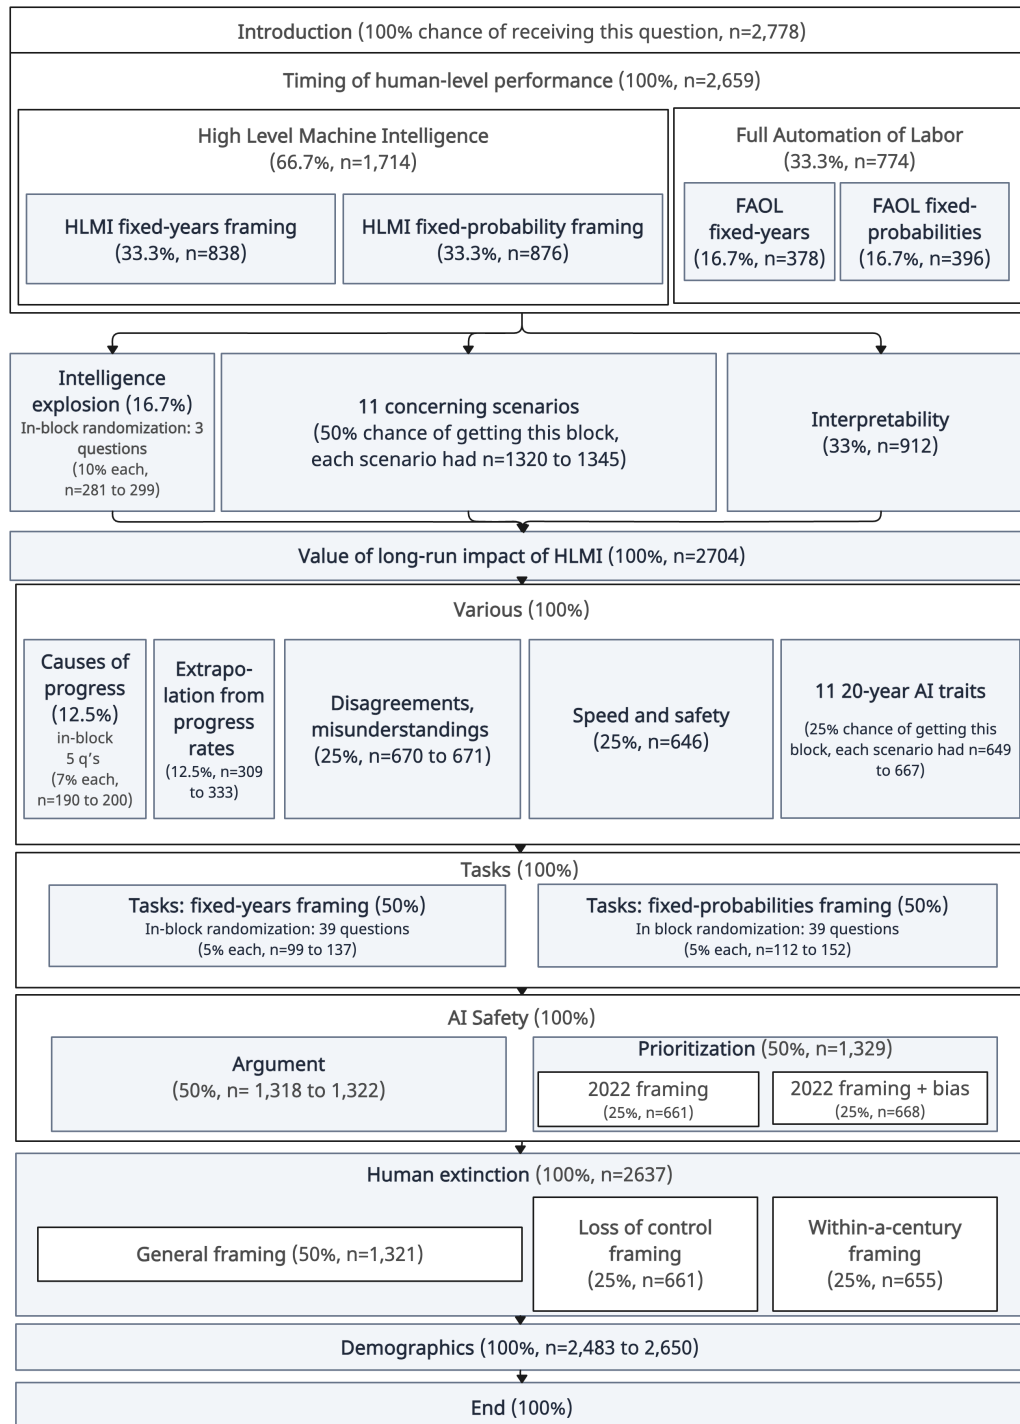 Introduction (100% chance of receiving this question, n=2,778)
Timing of human-level performance (100%, n=2,659)
High Level Machine Intelligence
(66.7%, n=1,714)
HLMI fixed-years framing
(33.3%, n=838)
HLMI fixed-probability framing
(33.3%, n=876)
Full Automation of Labor
(33.3%, n=774)
FAOL
fixed-years
(16.7%, n=378)
FAOL fixed-
probabilities
(16.7%, n=396)
Intelligence
explosion (16.7%)
In-block randomization: 3
questions
(10% each,
n=281 to 299)
11 concerning scenarios
(50% chance of getting this block,
each scenario had n=1320 to 1345)
Interpretability
(33%, n=912)
Value of long-run impact of HLMI (100%, n=2704)
Various (100%)
Causes of
progress
(12.5%)
in-block
5 q's
(7% each,
n=190 to 200)
Extrapo-
lation from
progress
rates
(12.5%, n=309
to 333)
Disagreements,
misunderstandings
(25%, n=670 to 671)
Speed and safety
(25%, n=646)
11 20-year AI traits
(25% chance of getting this
block, each scenario had n=649
to 667)
Tasks (100%)
Tasks: fixed-years framing (50%)
In-block randomization: 39 questions
(5% each, n=99 to 137)
Tasks: fixed-probabilities framing (50%)
In block randomization: 39 questions
(5% each, n=112 to 152)
AI Safety (100%)
Argument
(50%, n= 1,318 to 1,322)
Prioritization (50%, n=1,329)
2022 framing
(25%, n=661)
2022 framing + bias
(25%, n=668)
Human extinction (100%, n=2637)
General framing (50%, n=1,321)
Loss of control
framing
(25%, n=661)
Within-a-century
framing
(25%, n=655)
Demographics (100%, n=2,483 to 2,650)
End (100%)